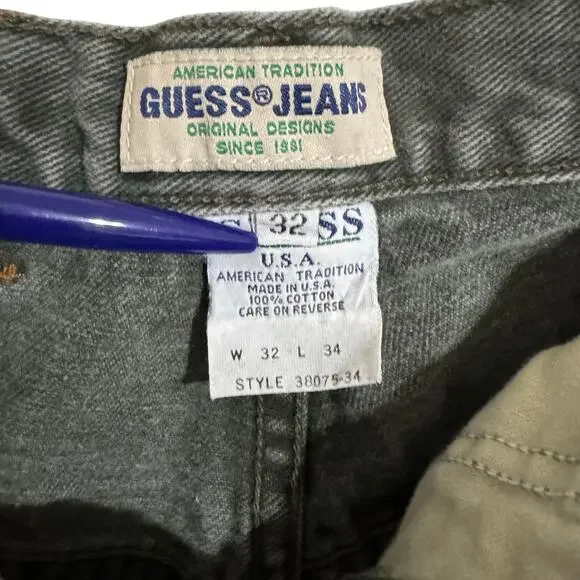 AMERICAN TRADITION
GUESS® JEANS
ORIGINAL DESIGNS
SINCE 1981
32 SS
U.S.A.
AMERICAN TRADITION
MADE IN U.S.A.
100% COTTON
CARE ON REVERSE
W 32 L 34
STYLE 38075-34